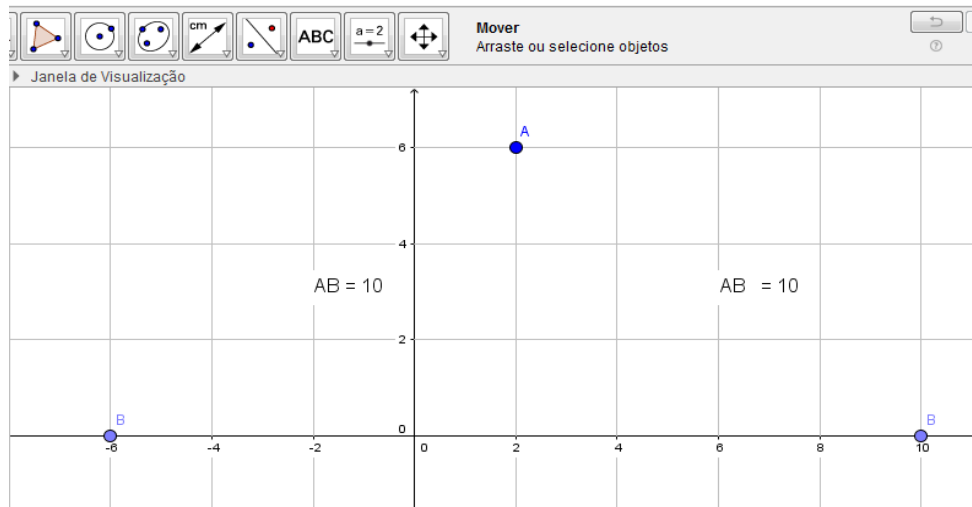 cm
ABC
a=2
Mover
Arraste ou selecione objetos
Janela de Visualização
A
6
4
AB = 10
AB = 10
2
B
B
0
-6
-4
-2
0
2
4
6
8
10